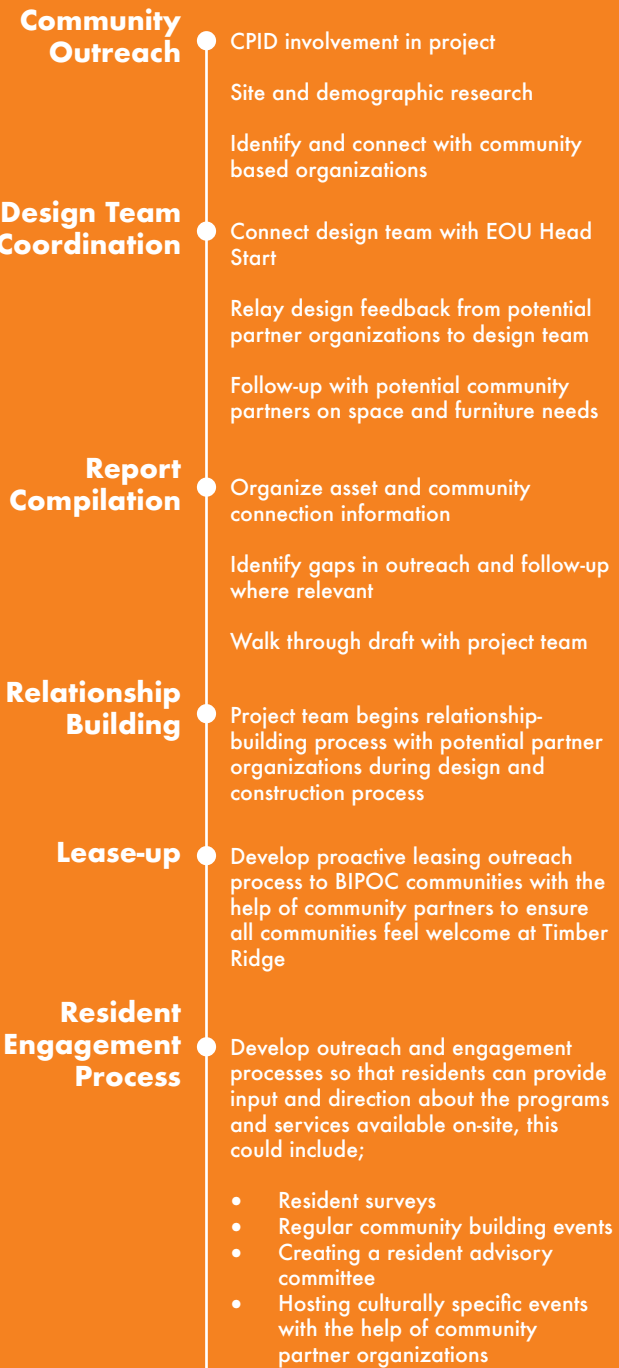 Community
Outreach
CPID involvement in project
Site and demographic research
Identify and connect with community
based organizations
Design Team
Coordination
Connect design team with EOU Head
Start
Relay design feedback from potential
partner organizations to design team
Follow-up with potential community
partners on space and furniture needs
Report
Compilation
Organize asset and community
connection information
Identify gaps in outreach and follow-up
where relevant
Walk through draft with project team
Relationship
Building
Project team begins relationship-
building process with potential partner
organizations during design and
construction process
Lease-up
Develop proactive leasing outreach
process to BIPOC communities with the
help of community partners to ensure
all communities feel welcome at Timber
Ridge
Resident
Engagement
Process
Develop outreach and engagement
processes so that residents can provide
input and direction about the programs
and services available on-site, this
could include;
• Resident surveys
• Regular community building events
• Creating a resident advisory
committee
• Hosting culturally specific events
with the help of community
partner organizations